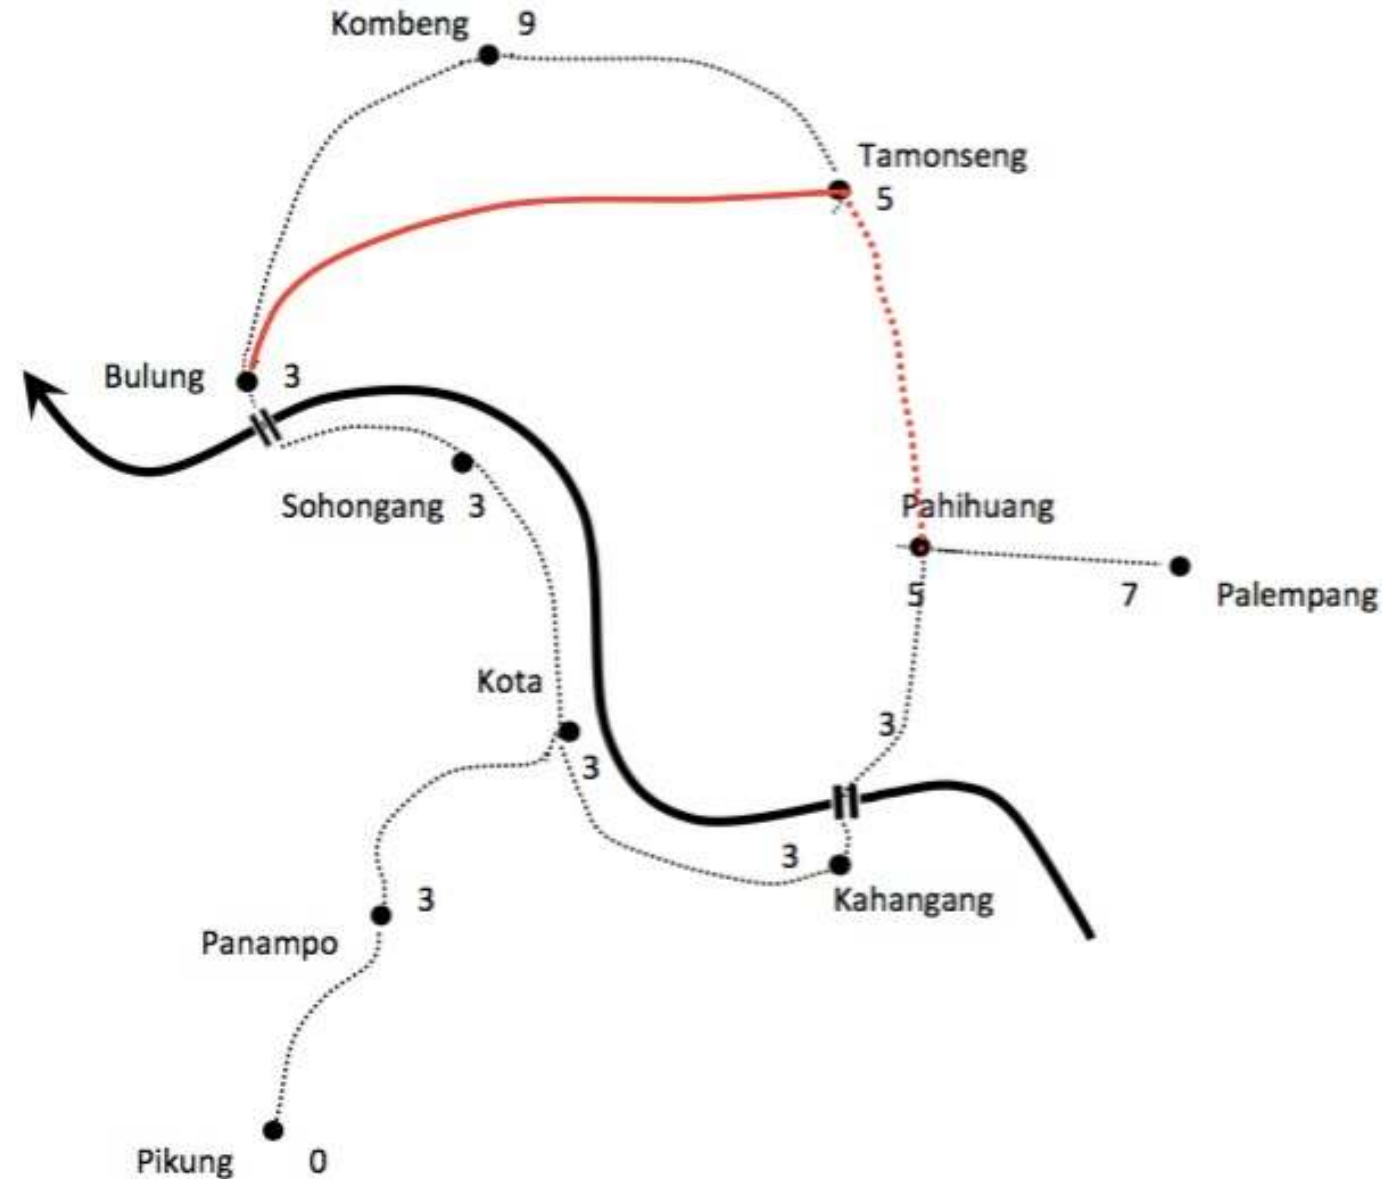 Kombeng 9
Tamonseng
5
Bulung 3
Sohongang 3
Pahihuang
5
7 Palempang
Kota
3
3
3
Kahangang
3
Panampo
Pikung 0